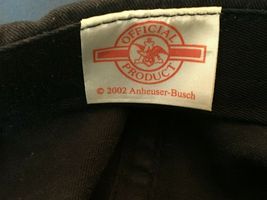 OFFICIAL
PRODUCT
© 2002 Anheuser-Busch